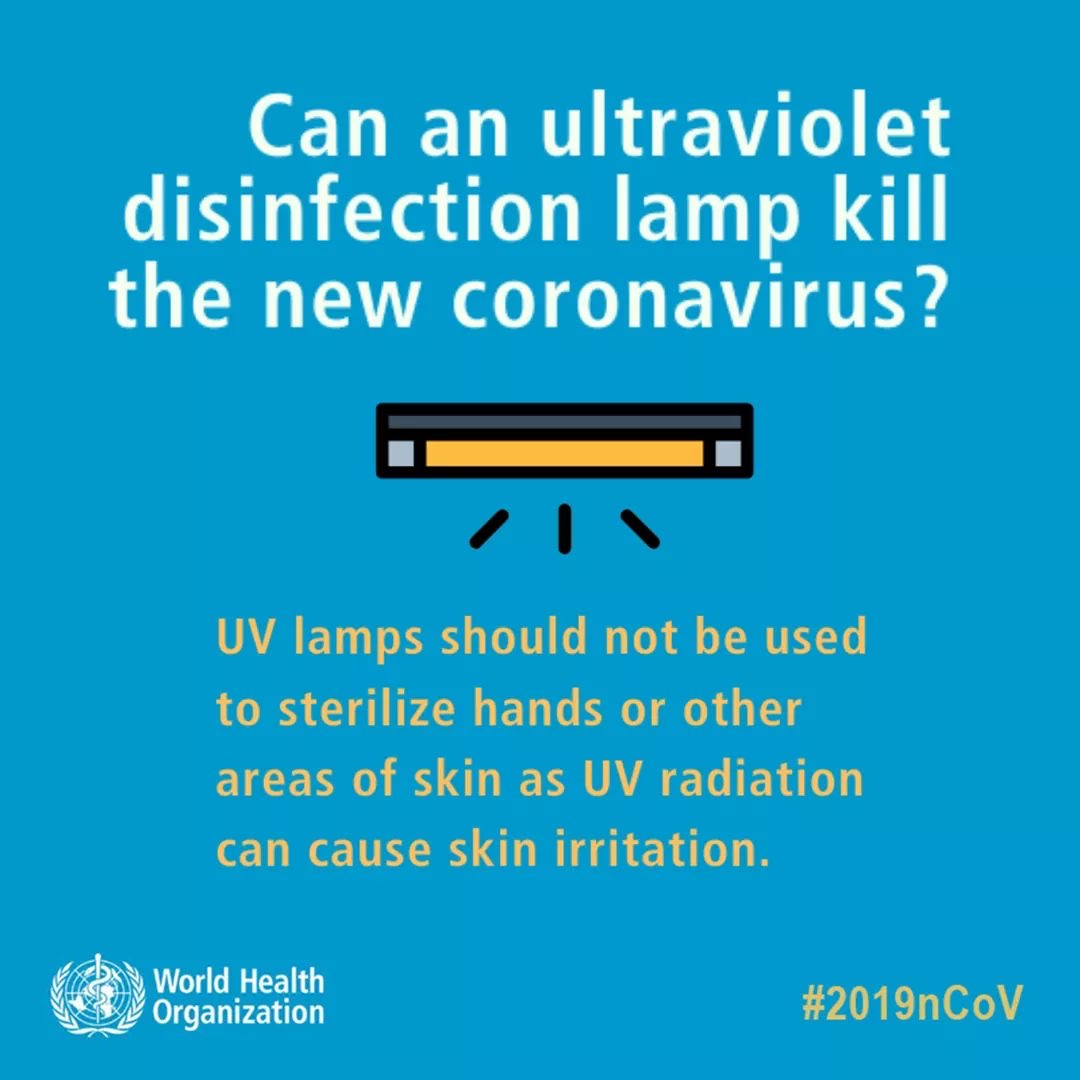 Can an ultraviolet
disinfection lamp kill
the new coronavirus?
UV lamps should not be used
to sterilize hands or other
areas of skin as UV radiation
can cause skin irritation.
World Health
Organization
#2019nCoV